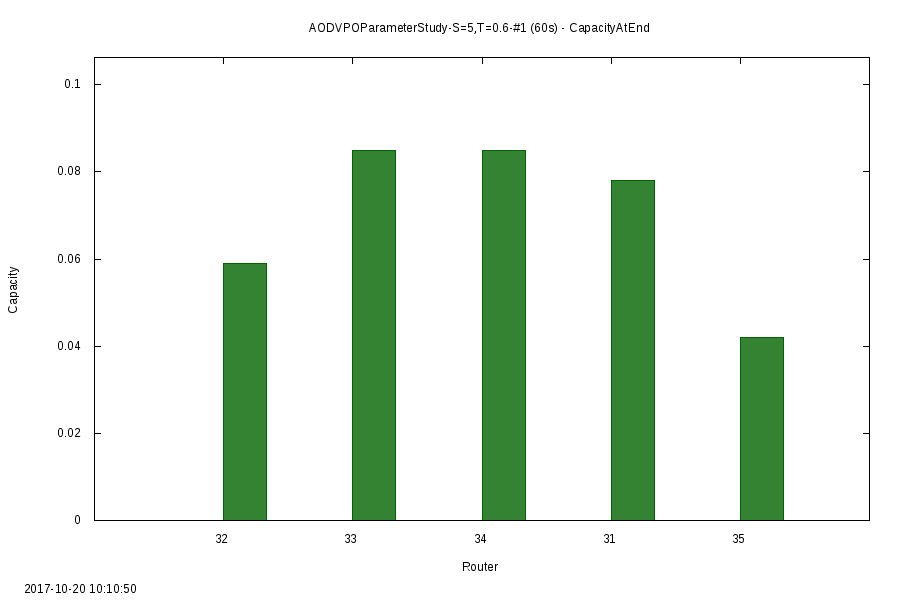 AODVPOParameterStudy-S=5,T=0.6-#1 (60s) - CapacityAtEnd
0.1
0.08
0.06
0.04
0.02
0
Capacity
32 33 34 31 35
Router
2017-10-20 10:10:50